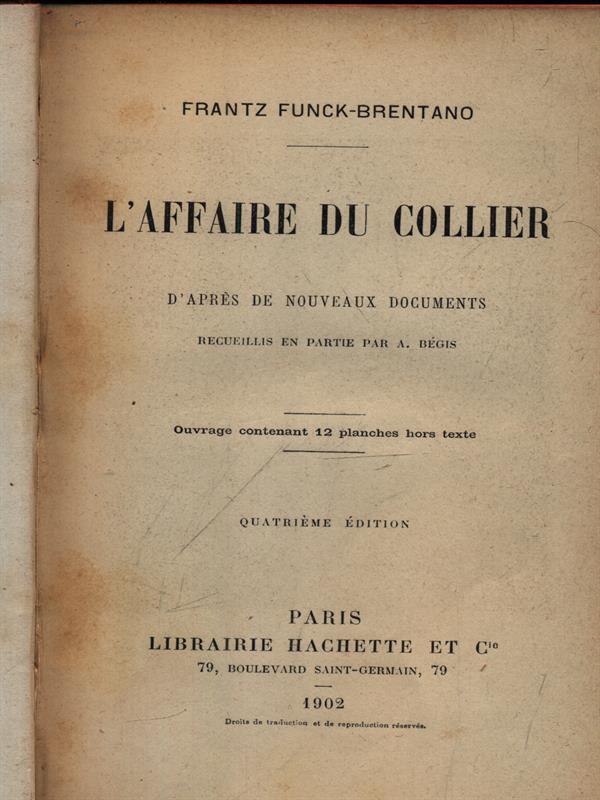 FRANTZ FUNCK-BRENTANO
L'AFFAIRE DU COLLIER
D'APRÈS DE NOUVEAUX DOCUMENTS
RECUEILLIS EN PARTIE PAR A. BÉGIS
Ouvrage contenant 12 planches hors texte
QUATRIÈME ÉDITION
PARIS
LIBRAIRIE HACHETTE ET Cie
79, BOULEVARD SAINT-GERMAIN, 79
1902
Droits de traduction et de reproduction réservés.